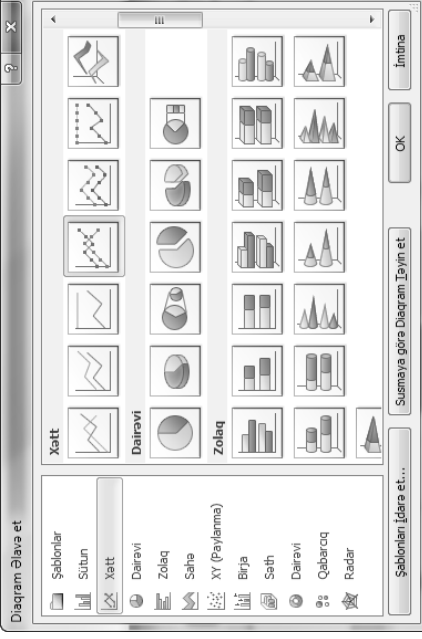 Diaqram Əlavə et
Şablonlar
Sütun
Xətt
Dairəvi
Zolaq
Sahə
XY (Paylanma)
Birja
Səth
Dairəvi
Qabarcıq
Radar
Xətt
Dairəvi
Zolaq
Şablonları İdarə et...
Susmaya görə Diaqram Təyin et
OK
İmtina